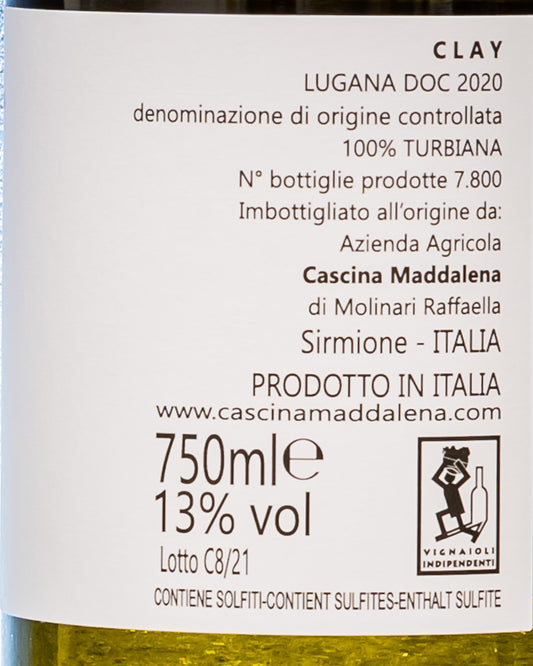 CLAY
LUGANA DOC 2020
denominazione di origine controllata
100% TURBIANA
N° bottiglie prodotte 7.800
Imbottigliato all'origine da:
Azienda Agricola
Cascina Maddalena
di Molinari Raffaella
Sirmione - ITALIA
PRODOTTO IN ITALIA
www.cascinamaddalena.com
750ml℮
13% vol
Lotto C8/21
VIGNAIOLI
INDIPENDENTI
CONTIENE SOLFITI-CONTIENT SULFITES-ENTHALT SULFITE